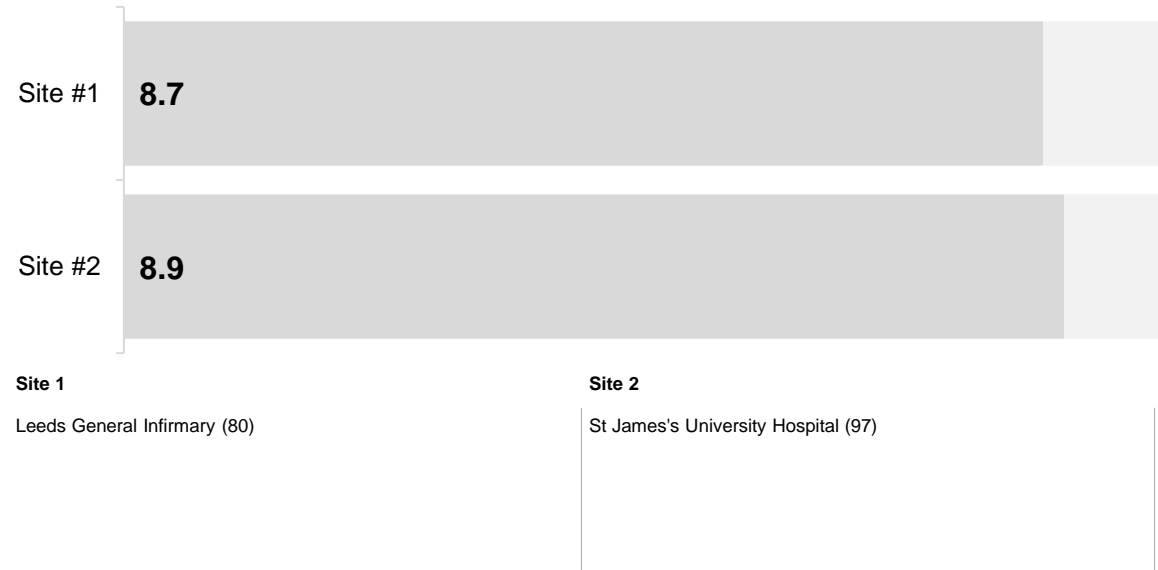 Site #1 8.7
Site #2 8.9
Site 1
Leeds General Infirmary (80)
Site 2
St James's University Hospital (97)